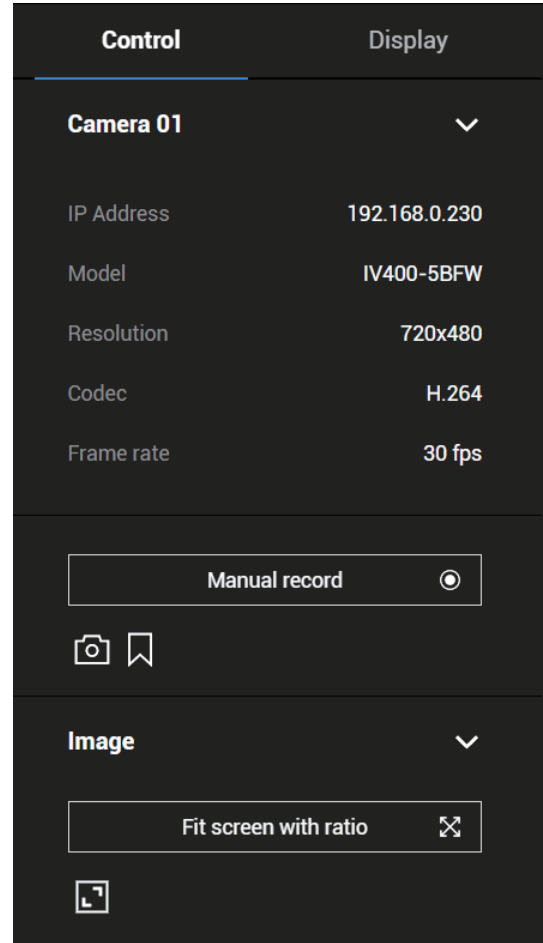 Control Display
Camera 01
IP Address 192.168.0.230
Model IV400-5BFW
Resolution 720x480
Codec H.264
Frame rate 30 fps
Manual record
Image
Fit screen with ratio